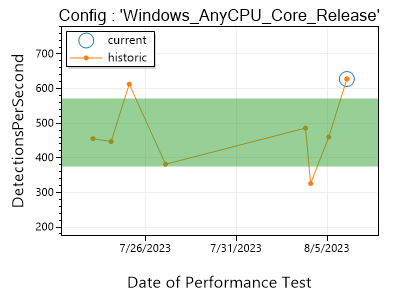 Config : 'Windows_AnyCPU_Core_Release'
current
historic
DetectionsPerSecond
700
600
500
400
300
200
7/26/2023
7/31/2023
8/5/2023
Date of Performance Test